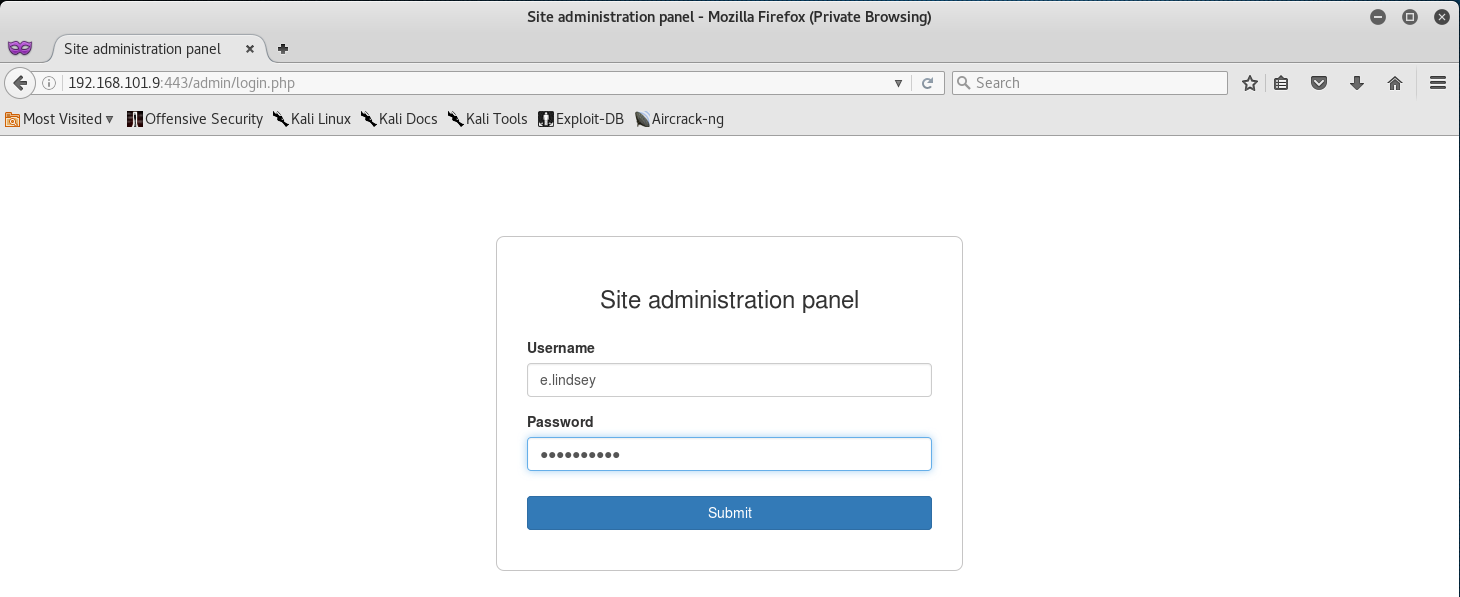 Site administration panel - Mozilla Firefox (Private Browsing)
Site administration panel
192.168.101.9:443/admin/login.php
Search
Most Visited
Offensive Security
Kali Linux
Kali Docs
Kali Tools
Exploit-DB
Aircrack-ng
Site administration panel
Username
e.lindsey
Password
●●●●●●●●●●
Submit